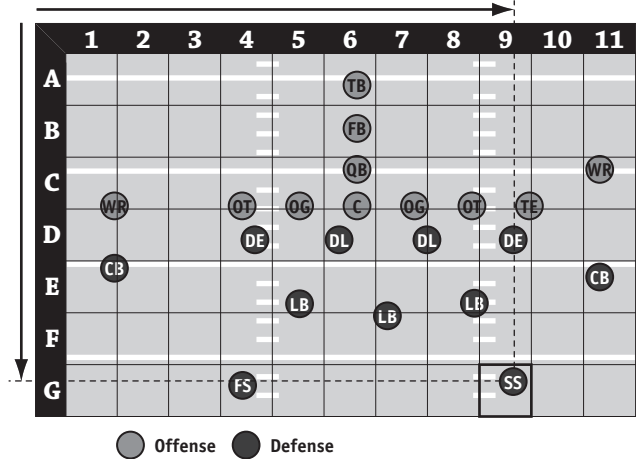 1 2 3 4 5 6 7 8 9 10 11
A TB
B FB
C QB WR
WR OT OG C OG OT TE
D DE DL DL DE
E CB CB
LB LB LB
F
G FS SS
Offense Defense